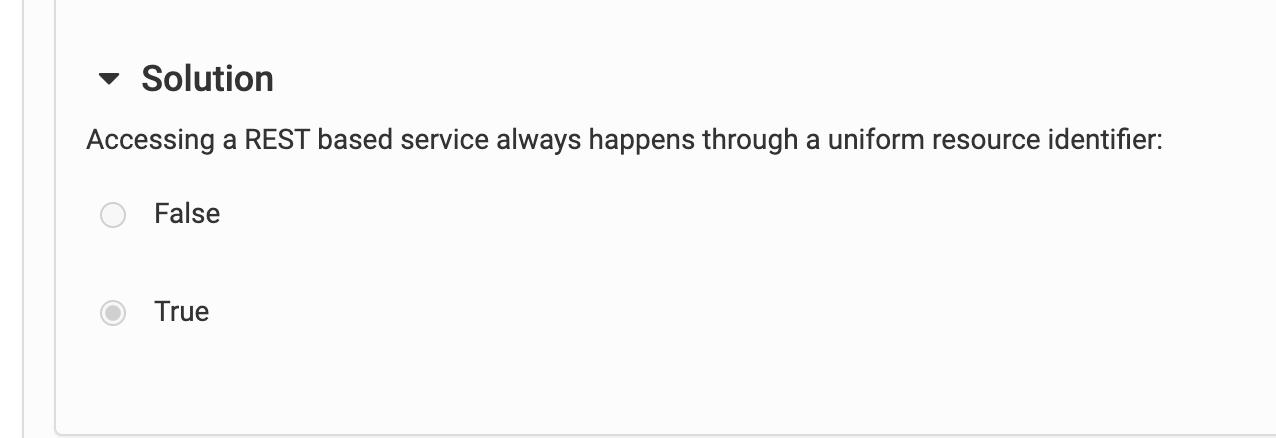 Solution
Accessing a REST based service always happens through a uniform resource identifier:
False
True